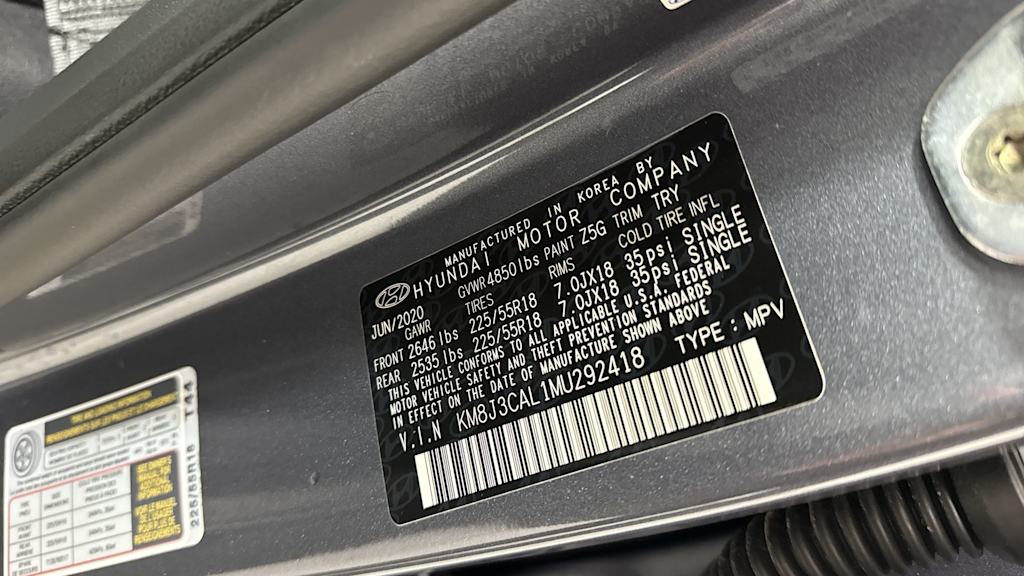 MANUFACTURED IN KOREA BY
HYUNDAI MOTOR COMPANY
JUN/2020 GVWR 4850lbs PAINT Z5G TRIM TRY
GAWR TIRES RIMS COLD TIRE INFL
FRONT 2646 lbs 225/55R18 7.0JX18 35psi SINGLE
REAR 2535 lbs 225/55R18 7.0JX18 35psi SINGLE
THIS VEHICLE CONFORMS TO ALL APPLICABLE U.S.A. FEDERAL
MOTOR VEHICLE SAFETY AND THEFT PREVENTION STANDARDS
IN EFFECT ON THE DATE OF MANUFACTURE SHOWN ABOVE
V.I.N KM8J3CAL1MU292418 TYPE : MPV
225/55R18 T44